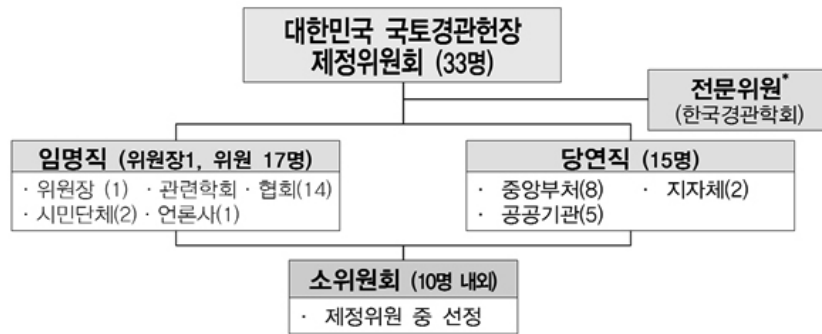 대한민국 국토경관헌장
제정위원회 (33명)
전문위원*
(한국경관학회)
임명직 (위원장1, 위원 17명)
· 위원장 (1) · 관련학회 · 협회(14)
· 시민단체(2) · 언론사(1)
당연직 (15명)
· 중앙부처(8) · 지자체(2)
· 공공기관(5)
소위원회 (10명 내외)
· 제정위원 중 선정